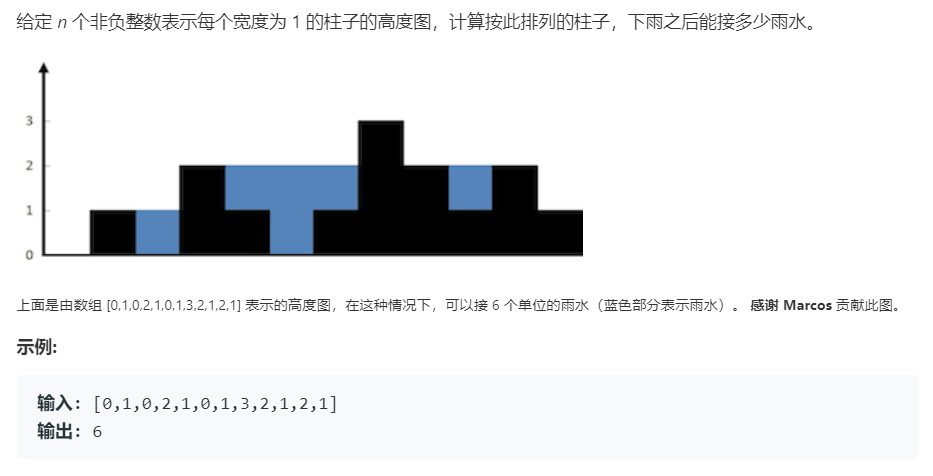 给定 n 个非负整数表示每个宽度为 1 的柱子的高度图，计算按此排列的柱子，下雨之后能接多少雨水。
3
2
1
0
上面是由数组 [0,1,0,2,1,0,1,3,2,1,2,1] 表示的高度图，在这种情况下，可以接 6 个单位的雨水（蓝色部分表示雨水）。 感谢 Marcos 贡献此图。
示例:
输入: [0,1,0,2,1,0,1,3,2,1,2,1]
输出: 6